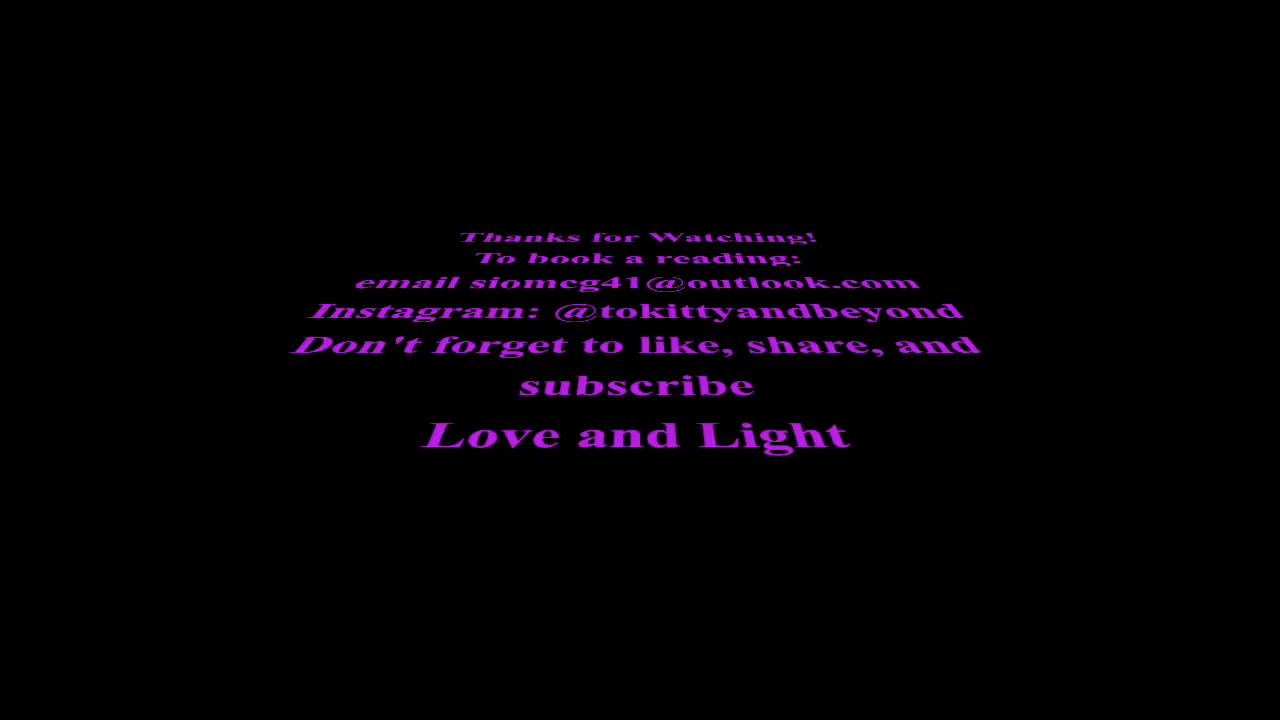 Thanks for Watching!
To book a reading:
email siomcg41@outlook.com
Instagram: @tokittyandbeyond
Don't forget to like, share, and
subscribe
Love and Light